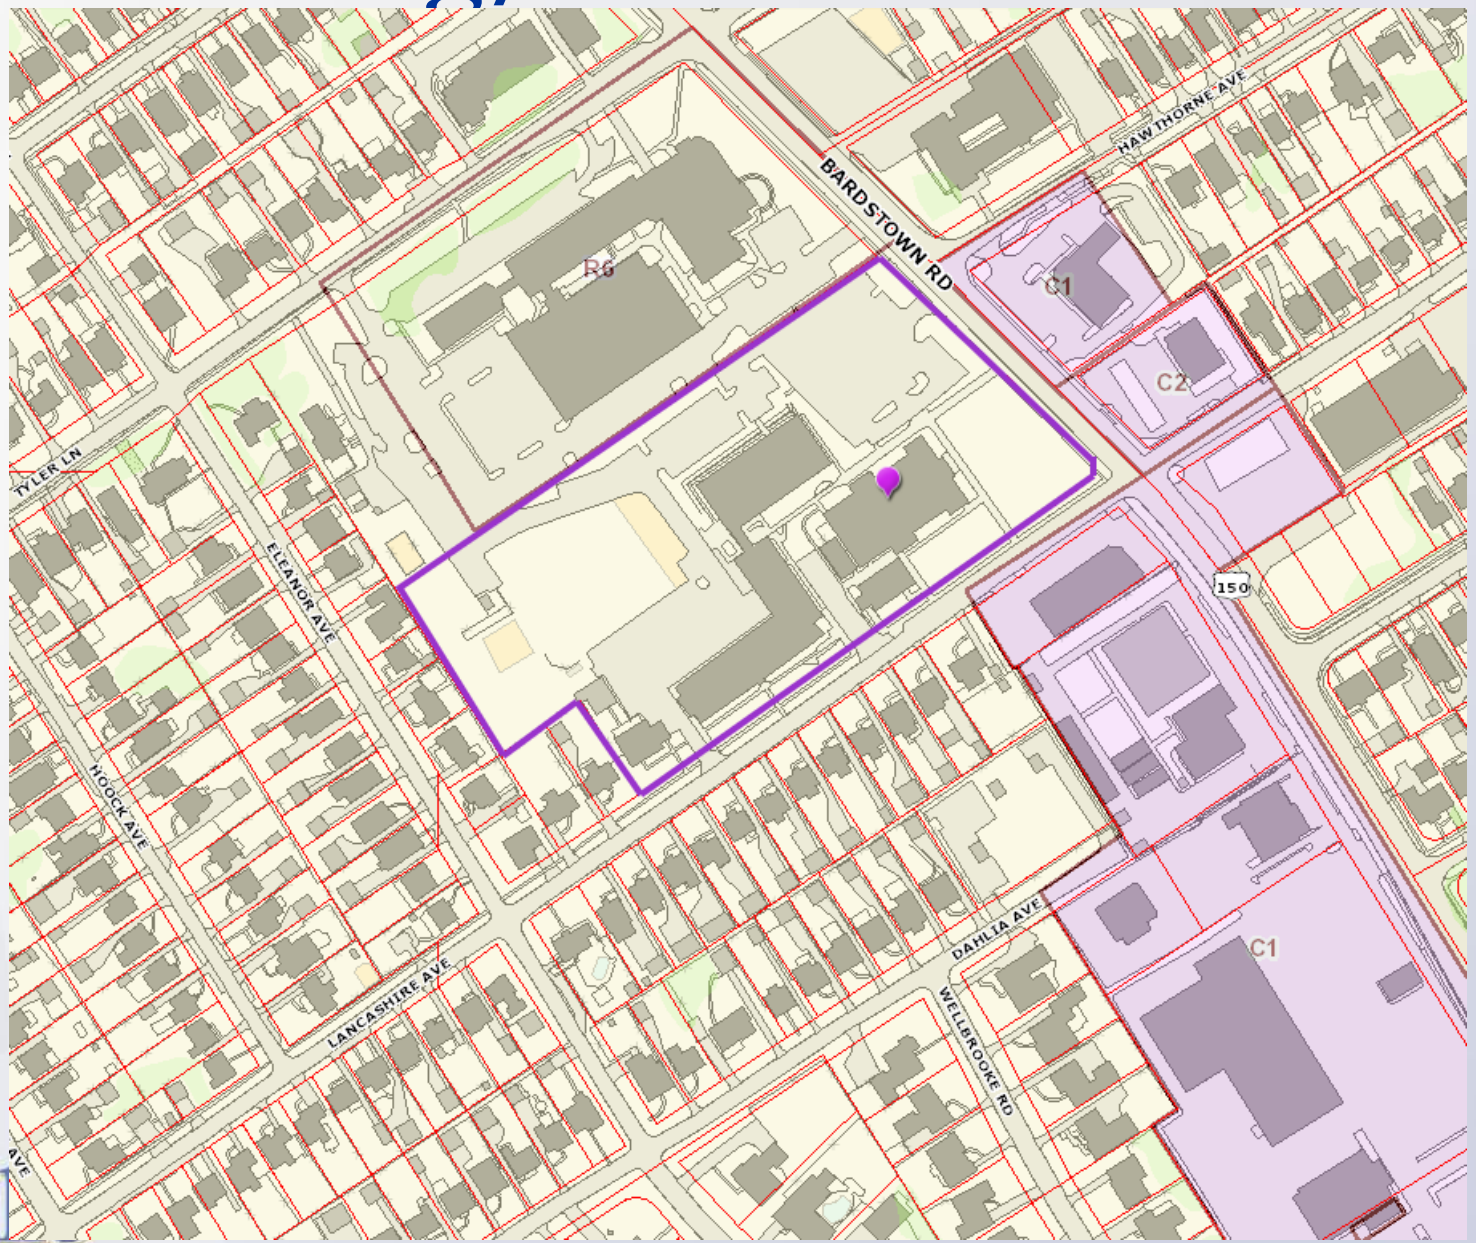 HAWTHORNE AVE
BARDSTOWN RD
R6
C1
C2
TYLER LN
ELEANOR AVE
150
HOOCK AVE
DAHLIA AVE
C1
LANCASHIRE AVE
WELLBROOKE RD
AVE